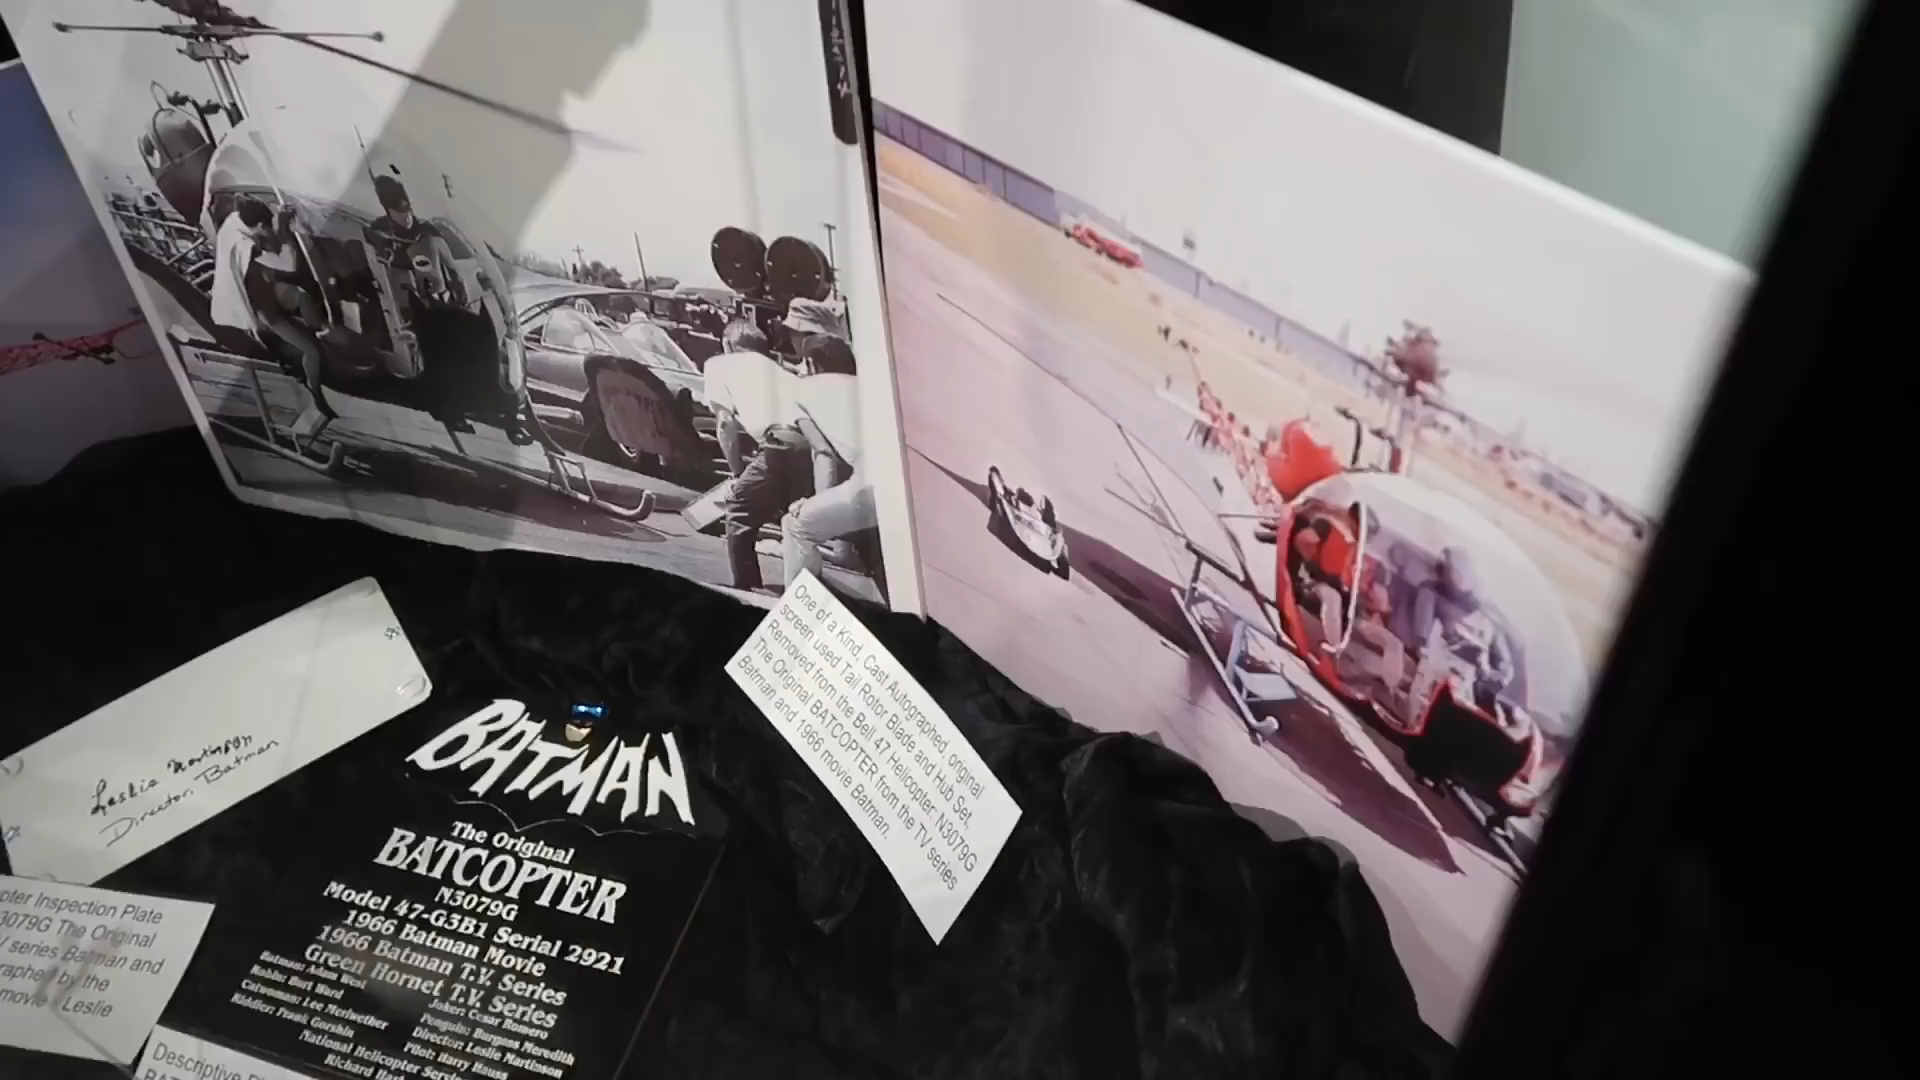 Leslie Martinson
Director, Batman
pter Inspection Plate
3079G The Original
V series Batman and
raphed by the
movie - Leslie
Descriptive
BAT
BATMAN
The Original
BATCOPTER
N3079G
Model 47-G3B1 Serial 2921
1966 Batman Movie
1966 Batman T.V. Series
Green Hornet T.V. Series
Batman: Adam West
Robin: Burt Ward
Catwoman: Lee Meriwether
Riddler: Frank Gorshin
Joker: Cesar Romero
Penguin: Burgess Meredith
Director: Leslie Martinson
Pilot: Harry Hauss
National Helicopter Servi
Richard
One of a Kind, Cast Autographed, original
screen used Tail Rotor Blade and Hub Set,
Removed from the Bell 47 Helicopter: N3079G
The Original BATCOPTER from the TV series
Batman and 1966 movie Batman.